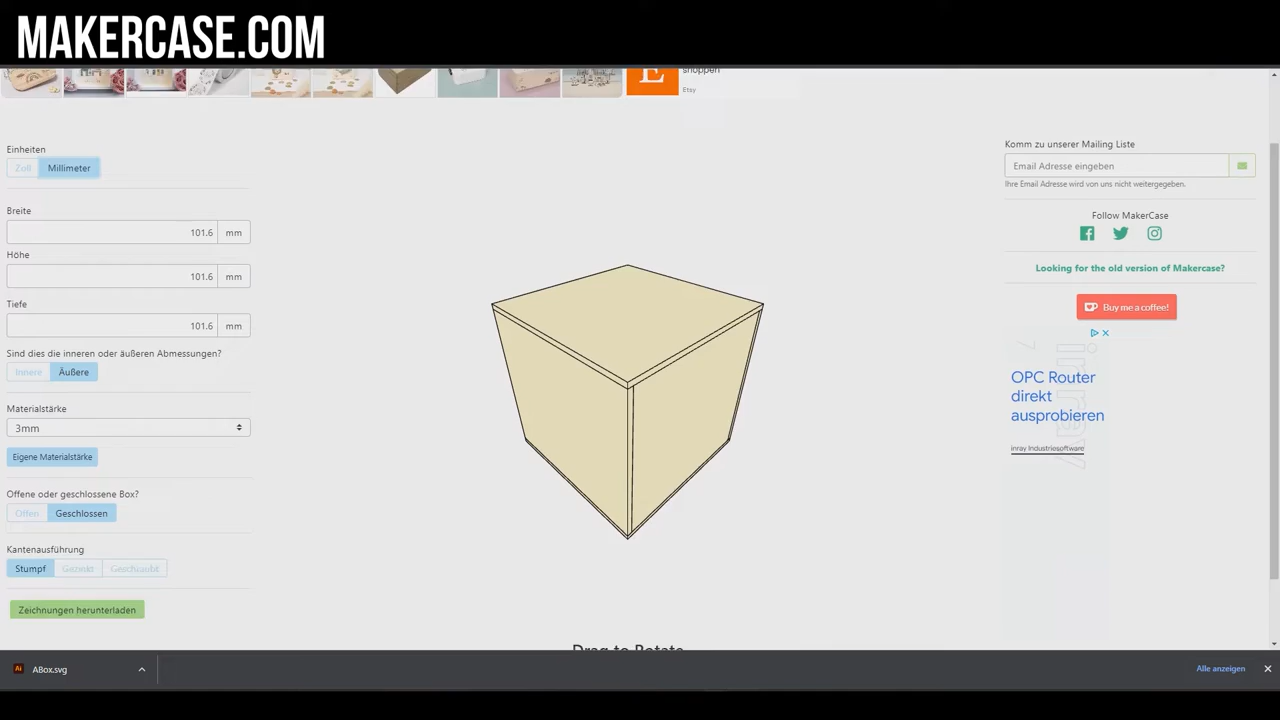 MAKERCASE.COM
shoppen
Etsy
Einheiten
Zoll Millimeter
Breite
101.6 mm
Höhe
101.6 mm
Tiefe
101.6 mm
Sind dies die inneren oder äußeren Abmessungen?
Innere Äußere
Materialstärke
3mm
Eigene Materialstärke
Offene oder geschlossene Box?
Offen Geschlossen
Kantenausführung
Stumpf Gezinkt Geschraubt
Zeichnungen herunterladen
Drag to Rotate
Komm zu unserer Mailing Liste
Email Adresse eingeben
Ihre Email Adresse wird von uns nicht weitergegeben.
Follow MakerCase
Looking for the old version of Makercase?
Buy me a coffee!
OPC Router
direkt
ausprobieren
inray Industriesoftware
ABox.svg
Alle anzeigen